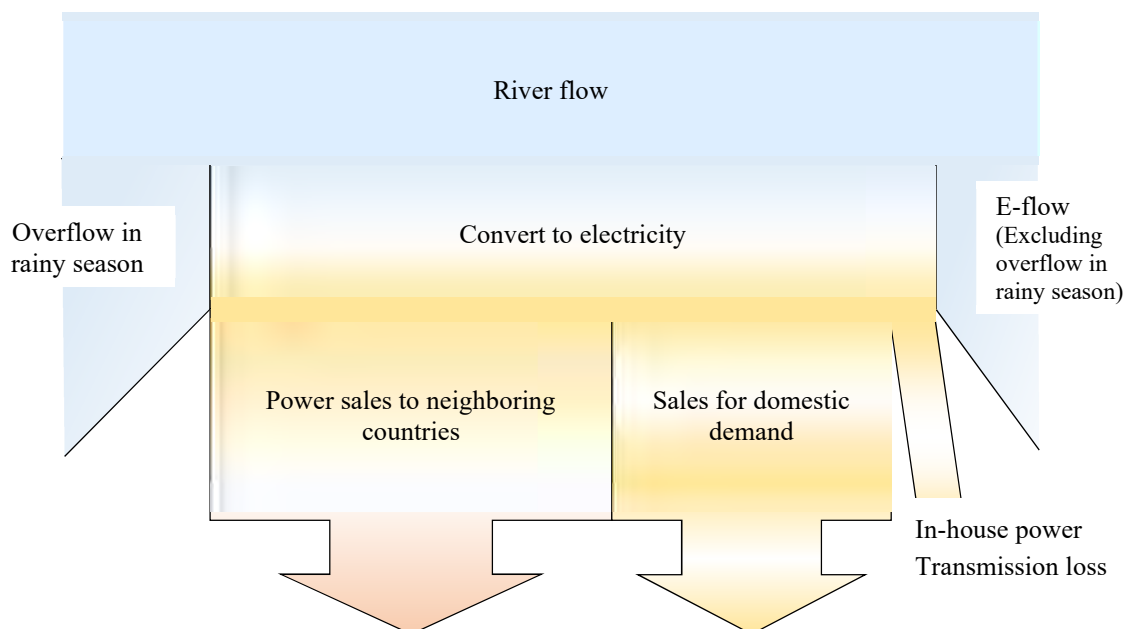 River flow
Overflow in
rainy season
Convert to electricity
E-flow
(Excluding
overflow in
rainy season)
Power sales to neighboring
countries
Sales for domestic
demand
In-house power
Transmission loss